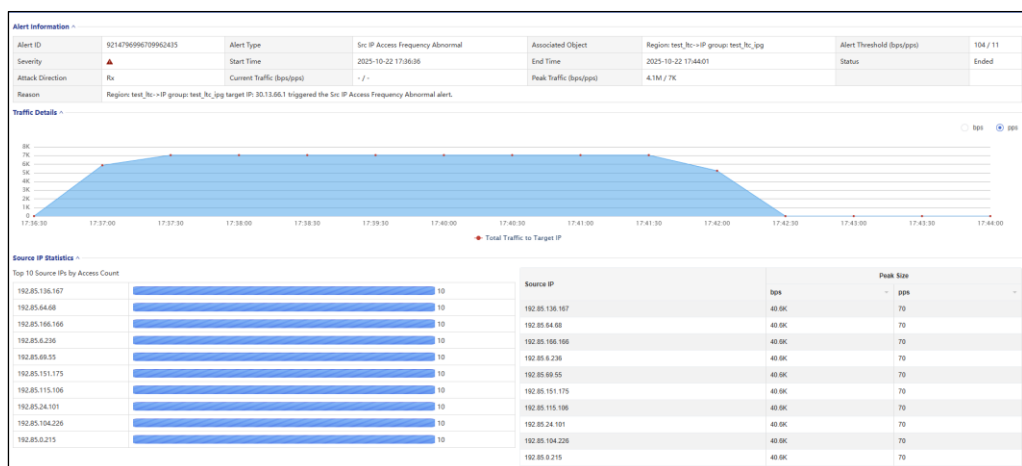 Alert Information
Alert ID 9214796996709962435 Alert Type Src IP Access Frequency Abnormal Associated Object Region: test_ltc->IP group: test_ltc_ipg Alert Threshold (bps/pps) 104 / 11
Severity Start Time 2025-10-22 17:36:36 End Time 2025-10-22 17:44:01 Status Ended
Attack Direction Rx Current Traffic (bps/pps) - / - Peak Traffic (bps/pps) 4.1M / 7K
Reason Region: test_ltc->IP group: test_ltc_ipg target IP: 30.13.66.1 triggered the Src IP Access Frequency Abnormal alert.
Traffic Details
bps pps
8K
7K
6K
5K
4K
3K
2K
1K
0
17:36:30 17:37:00 17:37:30 17:38:00 17:38:30 17:39:30 17:40:00 17:40:30 17:41:00 17:41:30 17:42:00 17:42:30 17:43:00 17:43:30 17:44:00
Total Traffic to Target IP
Source IP Statistics
Top 10 Source IPs by Access Count
192.85.136.167 10
192.85.64.68 10
192.85.166.166 10
192.85.6.236 10
192.85.69.55 10
192.85.151.175 10
192.85.115.106 10
192.85.24.101 10
192.85.104.226 10
192.85.0.215 10
Source IP Peak Size
bps pps
192.85.136.167 40.6K 70
192.85.64.68 40.6K 70
192.85.166.166 40.6K 70
192.85.6.236 40.6K 70
192.85.69.55 40.6K 70
192.85.151.175 40.6K 70
192.85.115.106 40.6K 70
192.85.24.101 40.6K 70
192.85.104.226 40.6K 70
192.85.0.215 40.6K 70